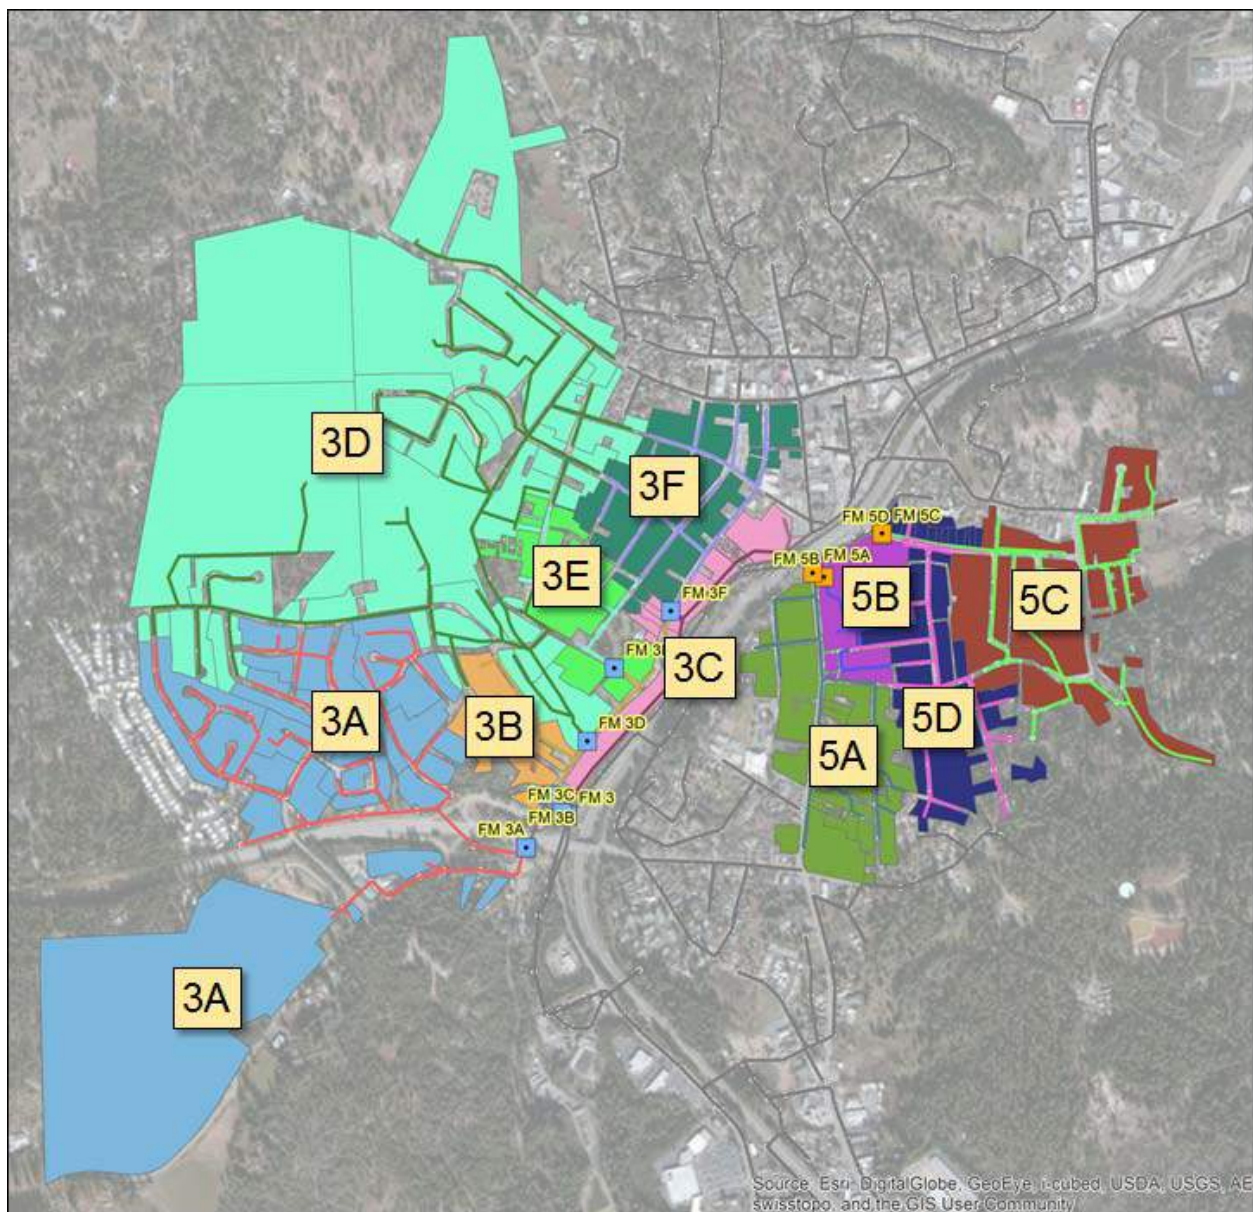 3D
3F
FM 5D FM 5C
3E
FM 5B FM 5A
5B
5C
FM 3F
3C
3A
3B
FM 3D
5D
5A
FM 3C FM 3
FM 3B
FM 3A
3A
Source: Esri, DigitalGlobe, GeoEye, i-cubed, USDA, USGS, AE
swisstopo, and the GIS User Community